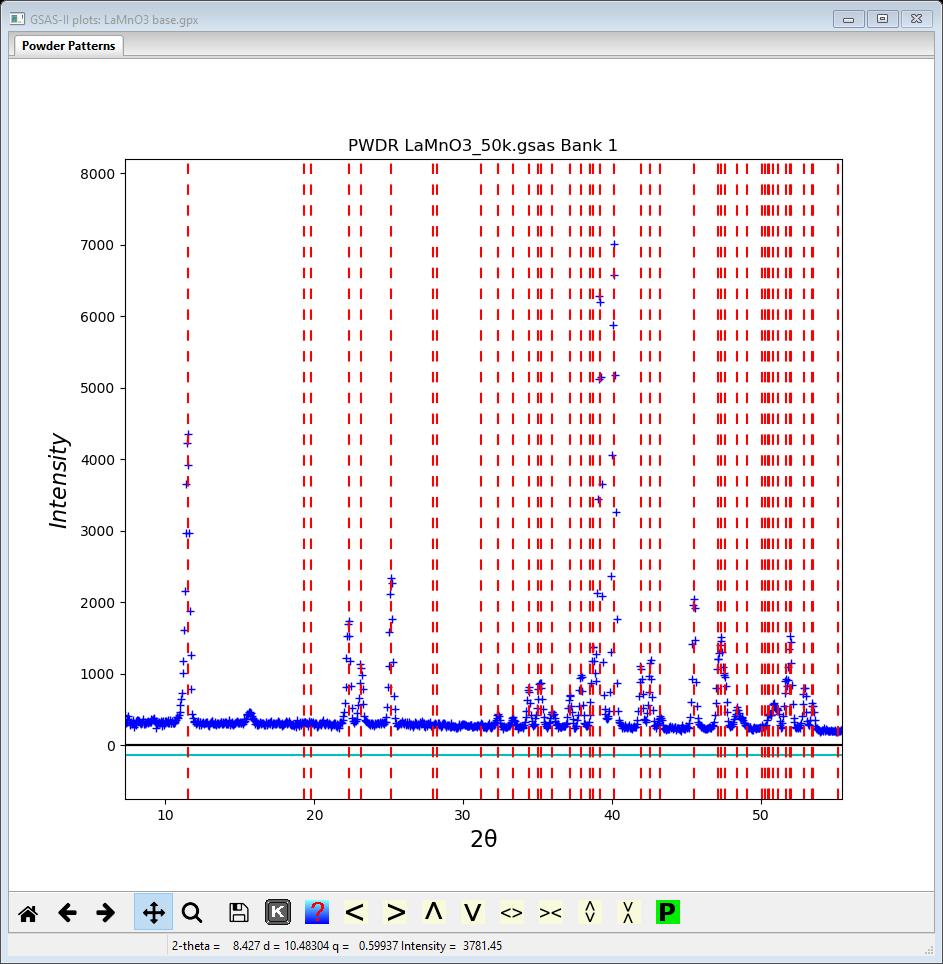 GSAS-II plots: LaMnO3 base.gpx
Powder Patterns
PWDR LaMnO3_50k.gsas Bank 1
8000
7000
6000
5000
4000
3000
2000
1000
0
Intensity
10 20 30 40 50
2θ
K ? < > Λ V <> >< P
2-theta = 8.427 d = 10.48304 q = 0.59937 Intensity = 3781.45